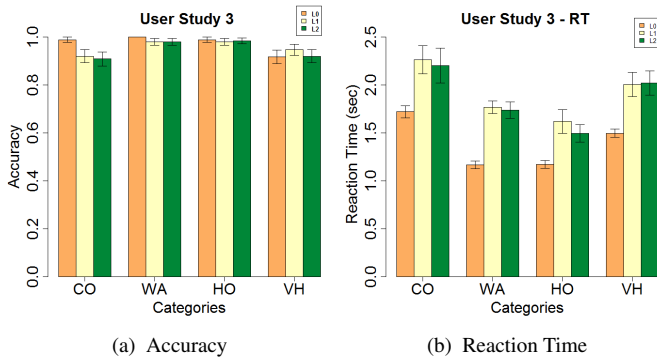 User Study 3
L0
L1
L2
Accuracy
0.0
0.2
0.4
0.6
0.8
1.0
CO WA HO VH
Categories
(a) Accuracy
User Study 3 - RT
L0
L1
L2
Reaction Time (sec)
0.0
0.5
1.0
1.5
2.0
2.5
CO WA HO VH
Categories
(b) Reaction Time